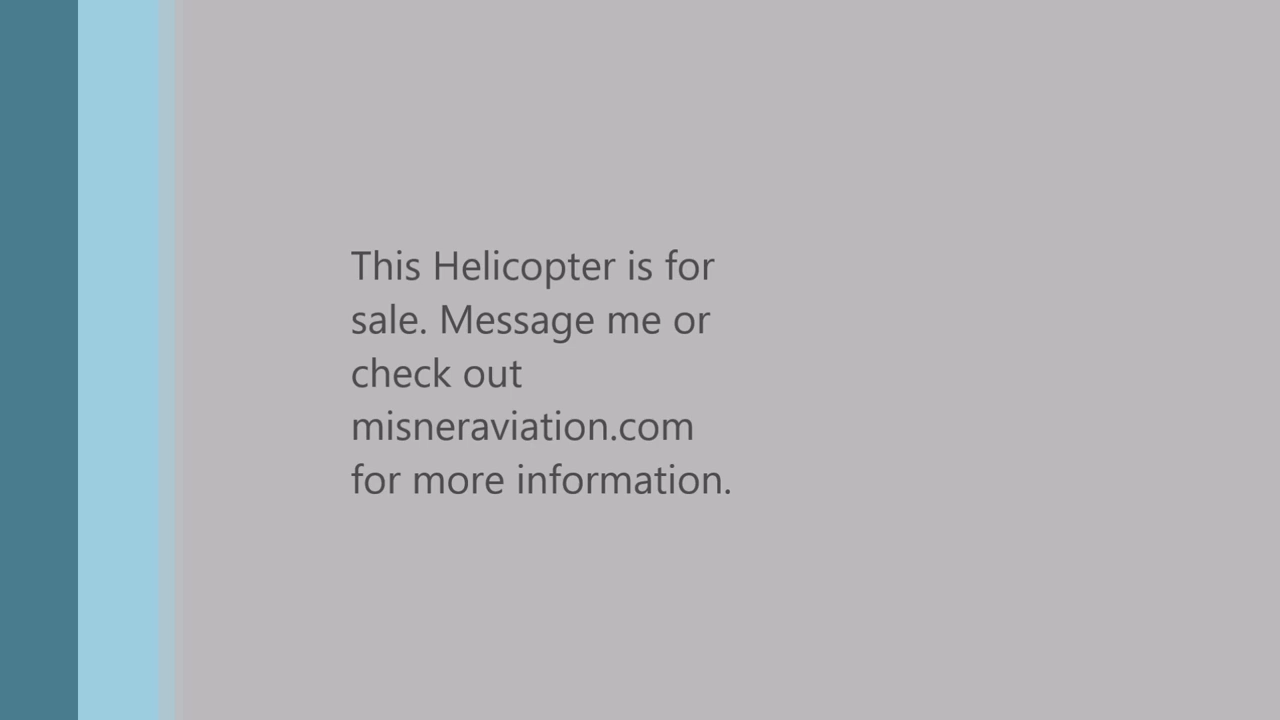 This Helicopter is for
sale. Message me or
check out
misneraviation.com
for more information.